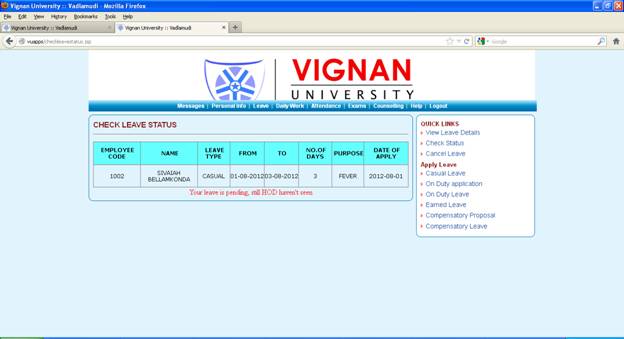 Vignan University :: Vadlamudi - Mozilla Firefox
File Edit View History Bookmarks Tools Help
Vignan University :: Vadlamudi
Vignan University :: Vadlamudi
vuapps/checkleavestatus.jsp
Google
VIGNAN
UNIVERSITY
Messages | Personal Info | Leave | Daily Work | Attendance | Exams | Counselling | Help | Logout
CHECK LEAVE STATUS
EMPLOYEE CODE NAME LEAVE TYPE FROM TO NO.OF DAYS PURPOSE DATE OF APPLY
1002 SIVAIAH BELLAMKONDA CASUAL 01-08-2012 03-08-2012 3 FEVER 2012-08-01
Your leave is pending, still HOD haven't seen
QUICK LINKS
View Leave Details
Check Status
Cancel Leave
Apply Leave
Casual Leave
On Duty application
On Duty Leave
Earned Leave
Compensatory Proposal
Compensatory Leave